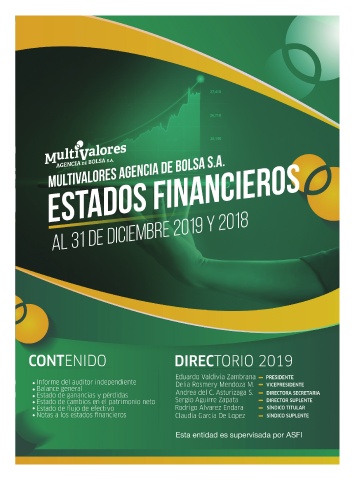 MultiValores
AGENCIA DE BOLSA S.A.
MULTIVALORES AGENCIA DE BOLSA S.A.
ESTADOS FINANCIEROS
AL 31 DE DICIEMBRE 2019 Y 2018
CONTENIDO
• Informe del auditor independiente
• Balance general
• Estado de ganancias y pérdidas
• Estado de cambios en el patrimonio neto
• Estado de flujo de efectivo
• Notas a los estados financieros
DIRECTORIO 2019
Eduardo Valdivia Zambrana — PRESIDENTE
Delia Rosmery Mendoza M. — VICEPRESIDENTE
Andrea del C. Asturizaga S. — DIRECTORA SECRETARIA
Sergio Aguirre Zapata — DIRECTOR SUPLENTE
Rodrigo Alvarez Endara — SÍNDICO TITULAR
Claudia García De Lopez — SÍNDICO SUPLENTE
Esta entidad es supervisada por ASFI